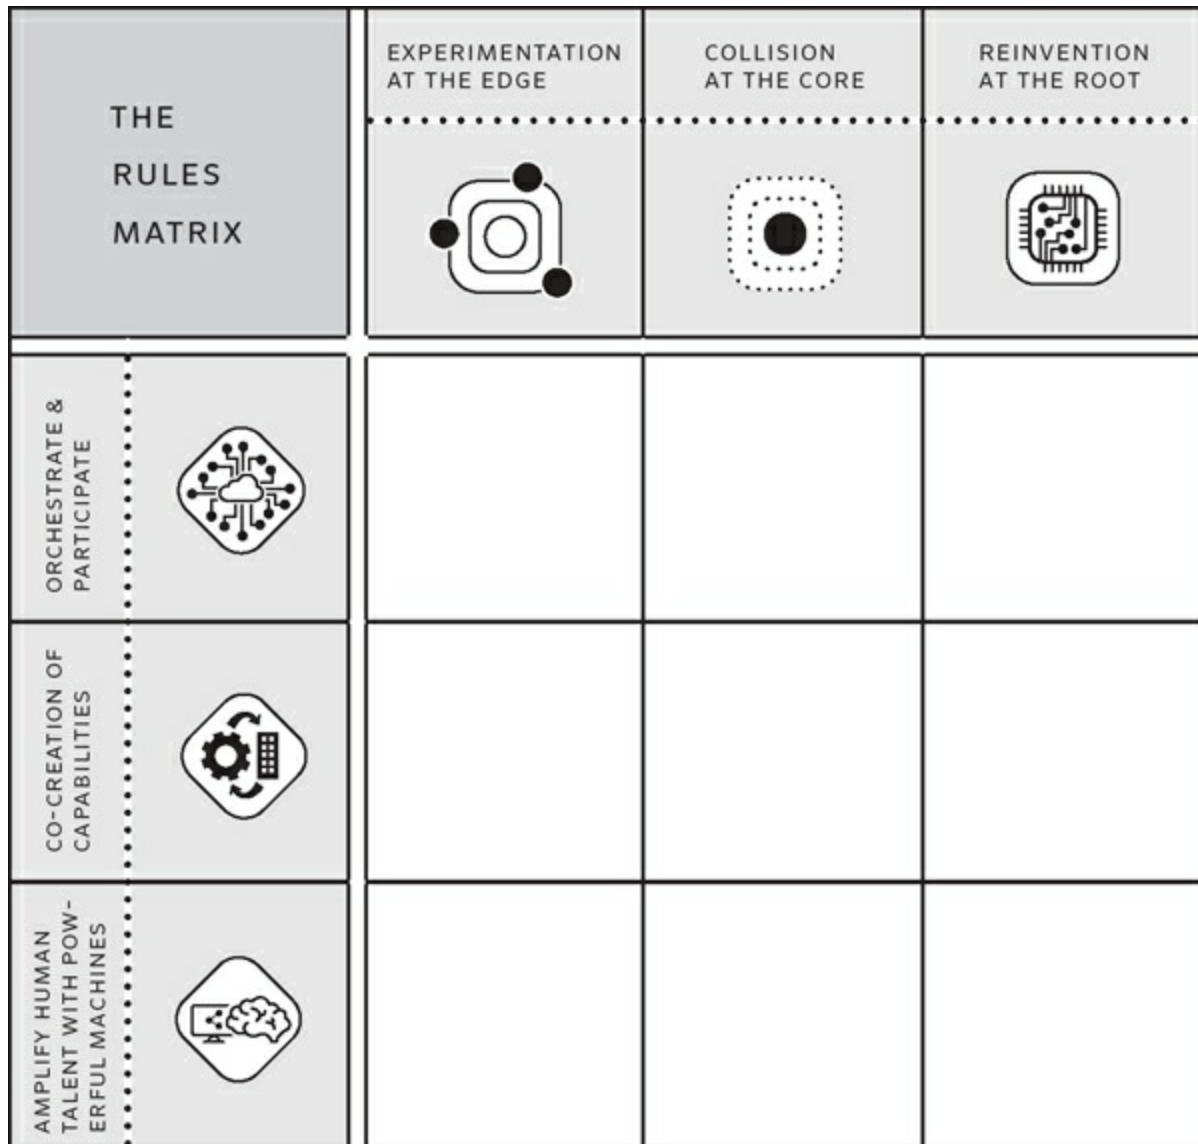 THE
RULES
MATRIX
EXPERIMENTATION
AT THE EDGE
COLLISION
AT THE CORE
REINVENTION
AT THE ROOT
ORCHESTRATE &
PARTICIPATE
CO-CREATION OF
CAPABILITIES
AMPLIFY HUMAN
TALENT WITH POW-
ERFUL MACHINES